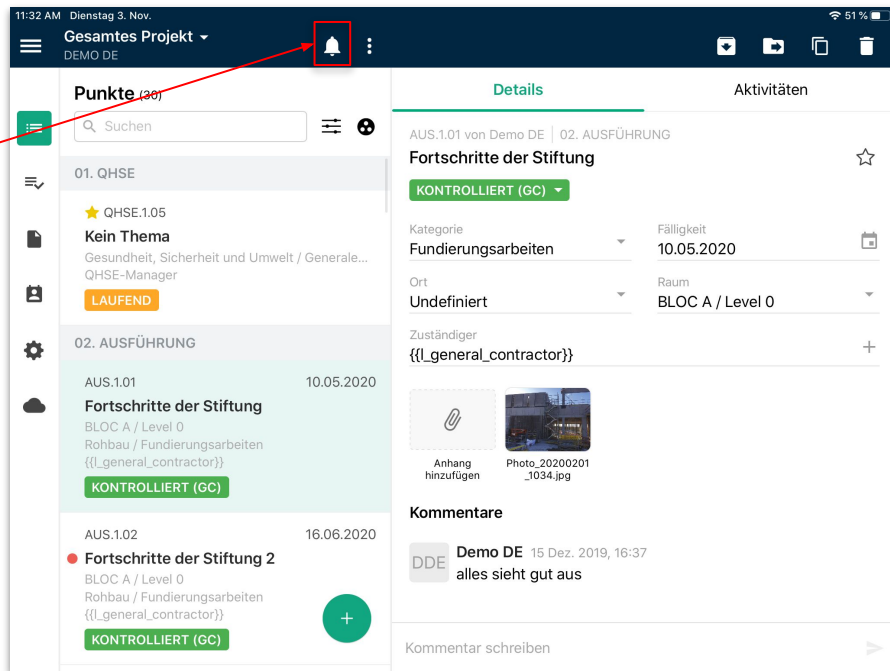 11:32 AM Dienstag 3. Nov.
51 %
Gesamtes Projekt
DEMO DE
Punkte (30)
Suchen
01. QHSE
QHSE.1.05
Kein Thema
Gesundheit, Sicherheit und Umwelt / Generale...
QHSE-Manager
LAUFEND
02. AUSFÜHRUNG
AUS.1.01 10.05.2020
Fortschritte der Stiftung
BLOC A / Level 0
Rohbau / Fundierungsarbeiten
{{l_general_contractor}}
KONTROLLIERT (GC)
AUS.1.02 16.06.2020
Fortschritte der Stiftung 2
BLOC A / Level 0
Rohbau / Fundierungsarbeiten
{{l_general_contractor}}
KONTROLLIERT (GC)
Details Aktivitäten
AUS.1.01 von Demo DE | 02. AUSFÜHRUNG
Fortschritte der Stiftung
KONTROLLIERT (GC)
Kategorie Fälligkeit
Fundierungsarbeiten 10.05.2020
Ort Raum
Undefiniert BLOC A / Level 0
Zuständiger
{{l_general_contractor}}
Anhang Photo_20200201
hinzufügen _1034.jpg
Kommentare
DDE
Demo DE 15 Dez. 2019, 16:37
alles sieht gut aus
Kommentar schreiben